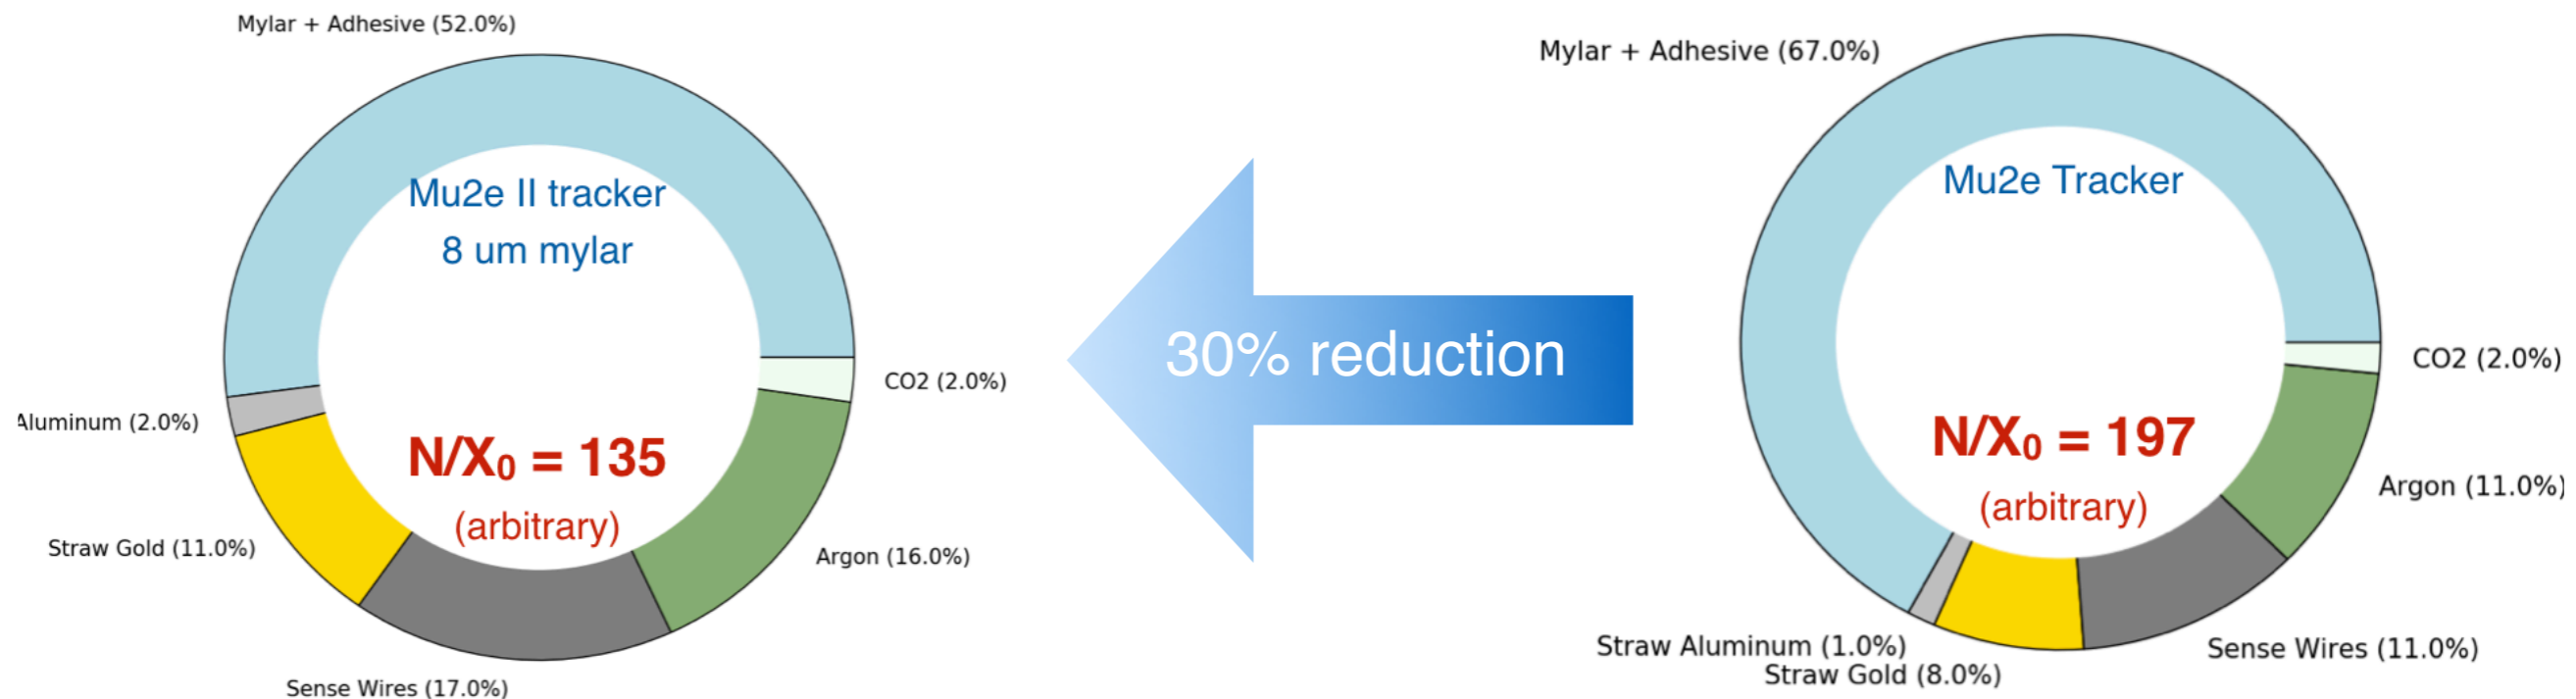 Mylar + Adhesive (52.0%)
Mu2e II tracker
8 um mylar
CO2 (2.0%)
Aluminum (2.0%)
N/X₀ = 135
(arbitrary)
Straw Gold (11.0%)
Argon (16.0%)
Sense Wires (17.0%)
30% reduction
Mylar + Adhesive (67.0%)
Mu2e Tracker
CO2 (2.0%)
N/X₀ = 197
(arbitrary)
Argon (11.0%)
Straw Aluminum (1.0%)
Straw Gold (8.0%)
Sense Wires (11.0%)